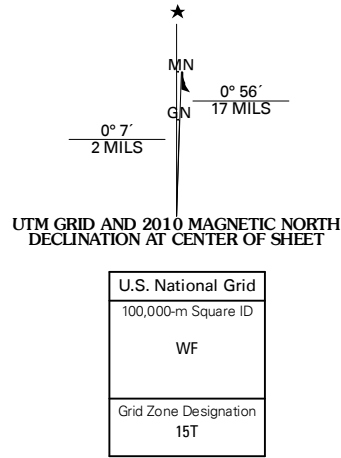 MN
0° 56´
17 MILS
GN
0° 7´
2 MILS
UTM GRID AND 2010 MAGNETIC NORTH
DECLINATION AT CENTER OF SHEET
U.S. National Grid
100,000-m Square ID
WF
Grid Zone Designation
15T